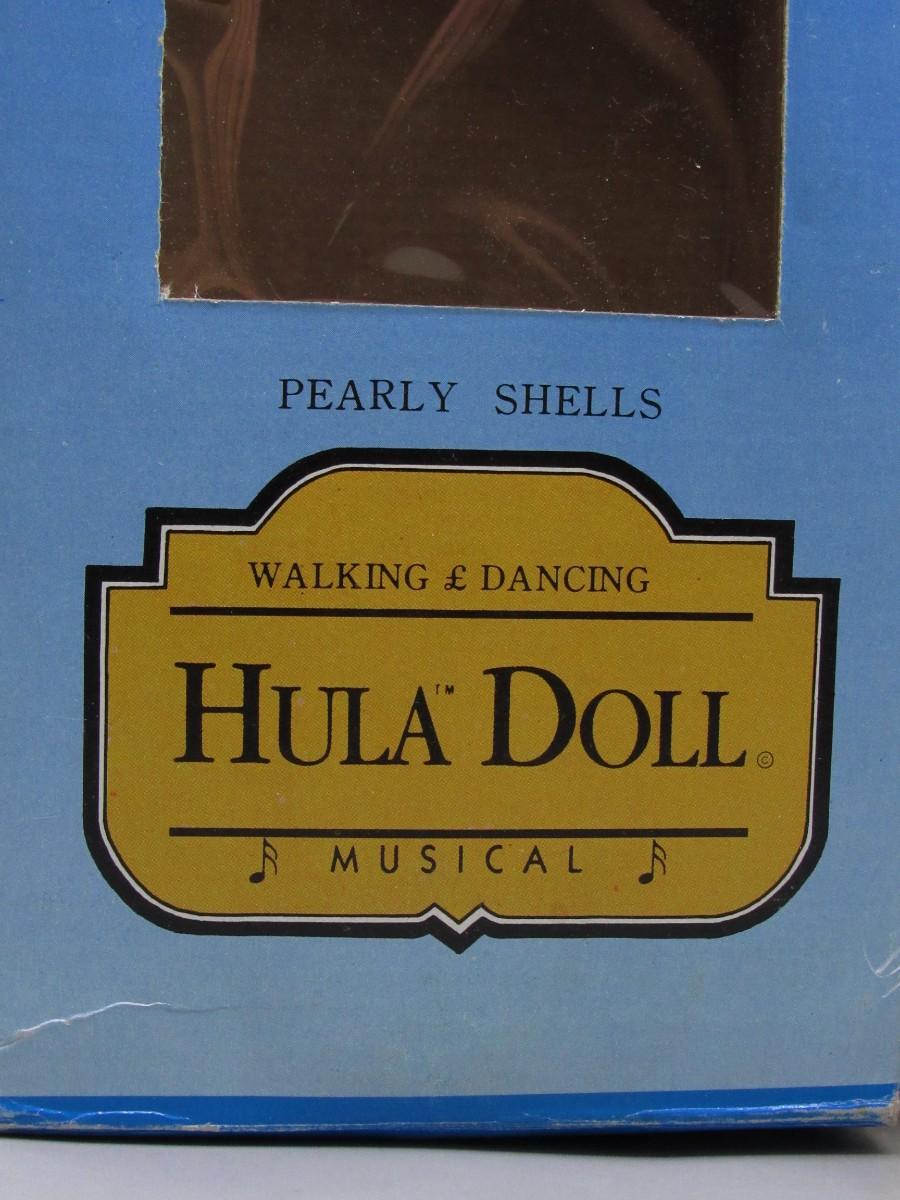 PEARLY SHELLS
WALKING £ DANCING
HULA™ DOLL©
MUSICAL